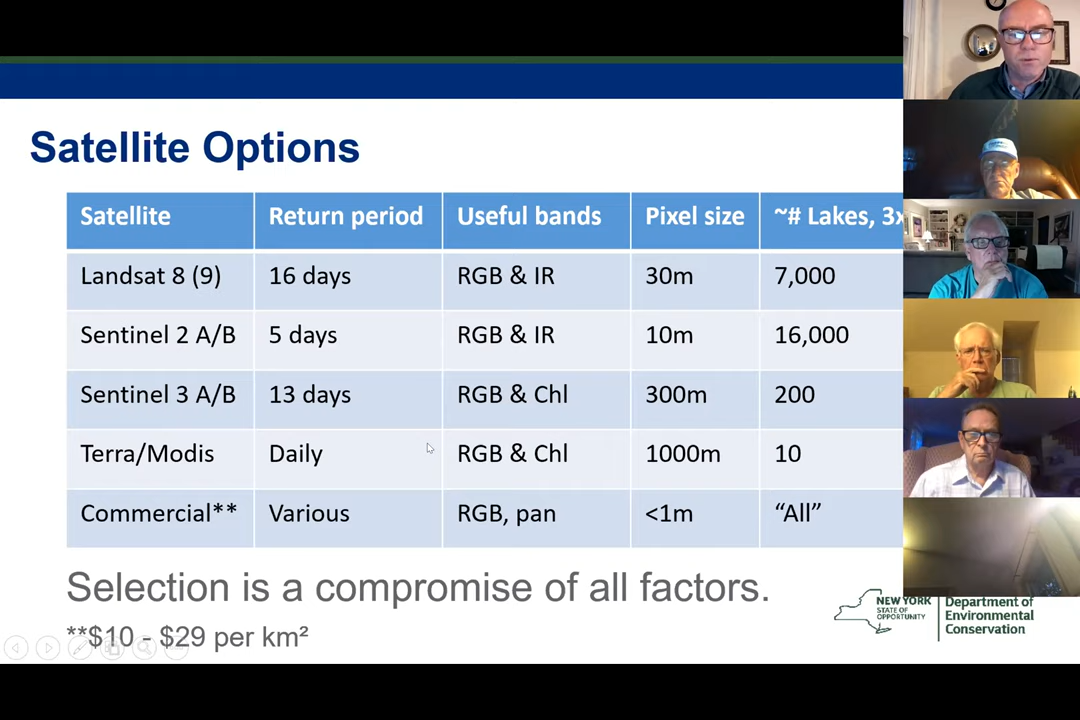 Satellite Options
Satellite Return period Useful bands Pixel size ~# Lakes, 3x
Landsat 8 (9) 16 days RGB & IR 30m 7,000
Sentinel 2 A/B 5 days RGB & IR 10m 16,000
Sentinel 3 A/B 13 days RGB & Chl 300m 200
Terra/Modis Daily RGB & Chl 1000m 10
Commercial** Various RGB, pan <1m “All”
Selection is a compromise of all factors.
**$10 - $29 per km²
NEW YORK
STATE OF
OPPORTUNITY
Department of
Environmental
Conservation